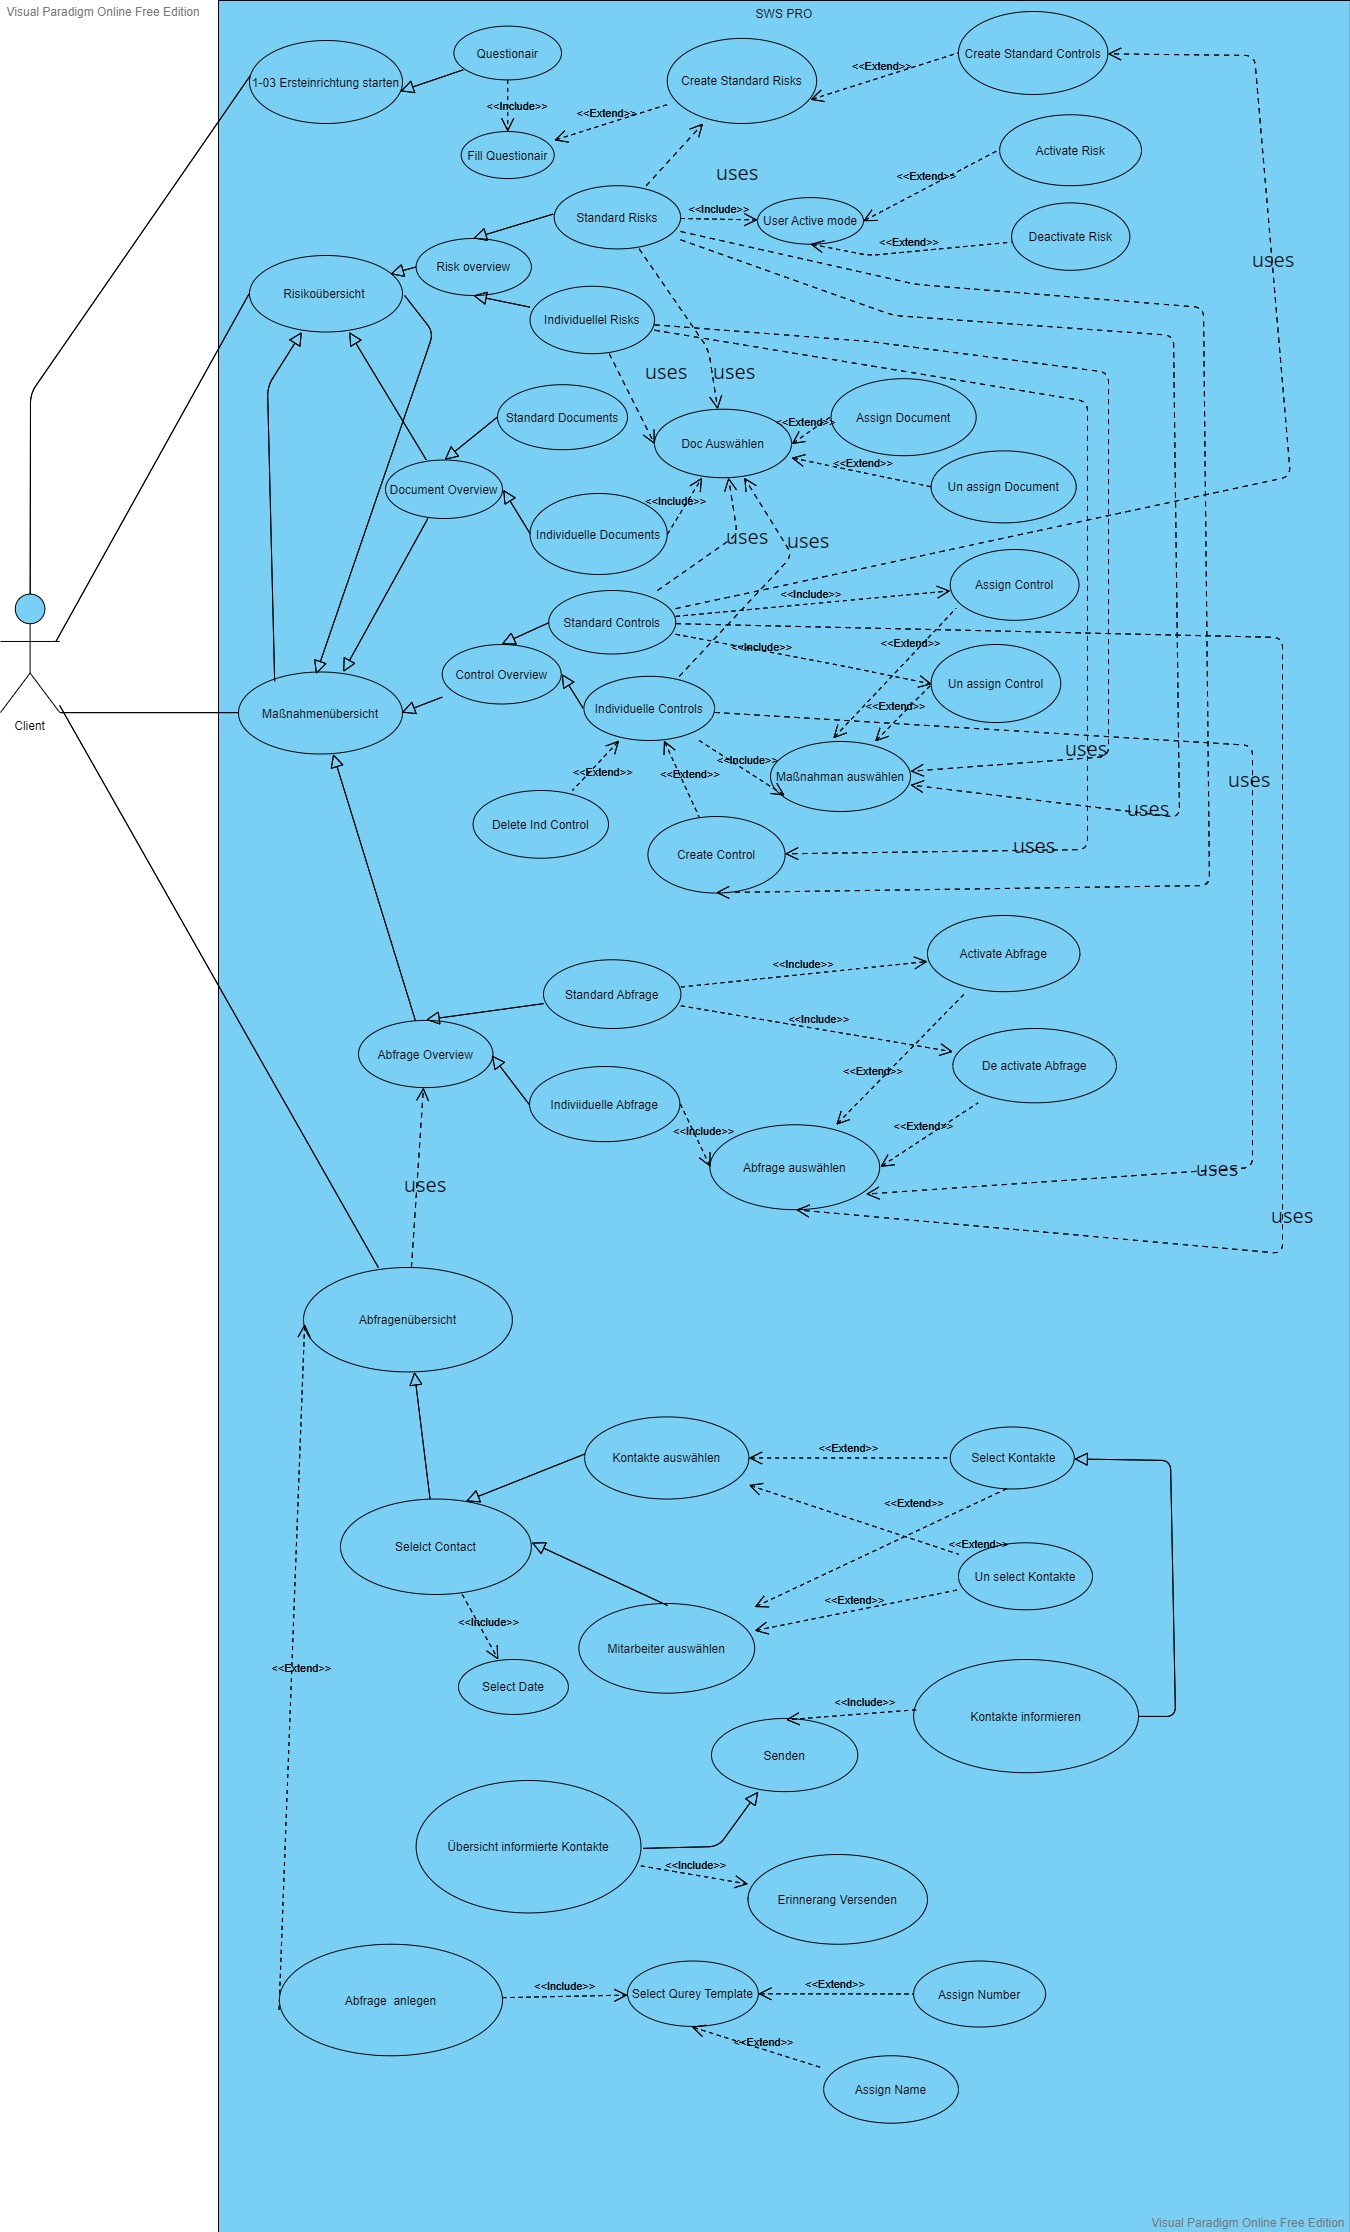 Visual Paradigm Online Free Edition
SWS PRO
Questionair
Create Standard Controls
1-03 Ersteinrichtung starten
Create Standard Risks
<<Extend>>
<<Include>>
<<Extend>>
Fill Questionair
Activate Risk
uses
<<Extend>>
Standard Risks
<<Include>>
User Active mode
Deactivate Risk
<<Extend>>
uses
Risk overview
Risikoübersicht
Individuellel Risks
uses
uses
Standard Documents
Doc Auswählen
<<Extend>>
Assign Document
<<Extend>>
Un assign Document
Document Overview
<<Include>>
Individuelle Documents
uses
uses
Assign Control
<<Include>>
Standard Controls
<<Extend>>
<<Include>>
Control Overview
Un assign Control
Individuelle Controls
<<Extend>>
Maßnahmenübersicht
Client
uses
<<Include>>
<<Extend>>
<<Extend>>
Maßnahman auswählen
uses
uses
Delete Ind Control
uses
Create Control
Activate Abfrage
<<Include>>
Standard Abfrage
<<Include>>
Abfrage Overview
De activate Abfrage
<<Extend>>
Indiviiduelle Abfrage
<<Include>>
<<Extend>>
Abfrage auswählen
uses
uses
uses
Abfragenübersicht
Kontakte auswählen
<<Extend>>
Select Kontakte
<<Extend>>
Selelct Contact
<<Extend>>
Un select Kontakte
<<Extend>>
<<Include>>
Mitarbeiter auswählen
<<Extend>>
Select Date
<<Include>>
Kontakte informieren
Senden
Übersicht informierte Kontakte
<<Include>>
Erinnerang Versenden
Abfrage  anlegen
<<Include>>
Select Qurey Template
<<Extend>>
Assign Number
<<Extend>>
Assign Name
Visual Paradigm Online Free Edition